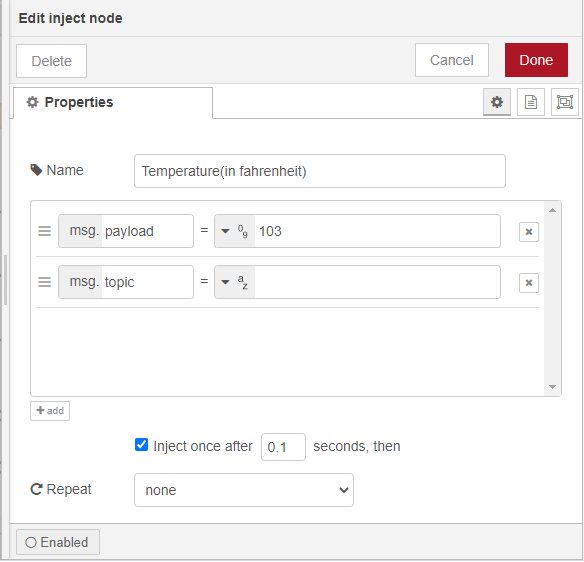 Edit inject node
Delete Cancel Done
Properties
Name Temperature(in fahrenheit)
msg. payload = 0 9 103
msg. topic = a z
add
Inject once after 0.1 seconds, then
Repeat none
Enabled